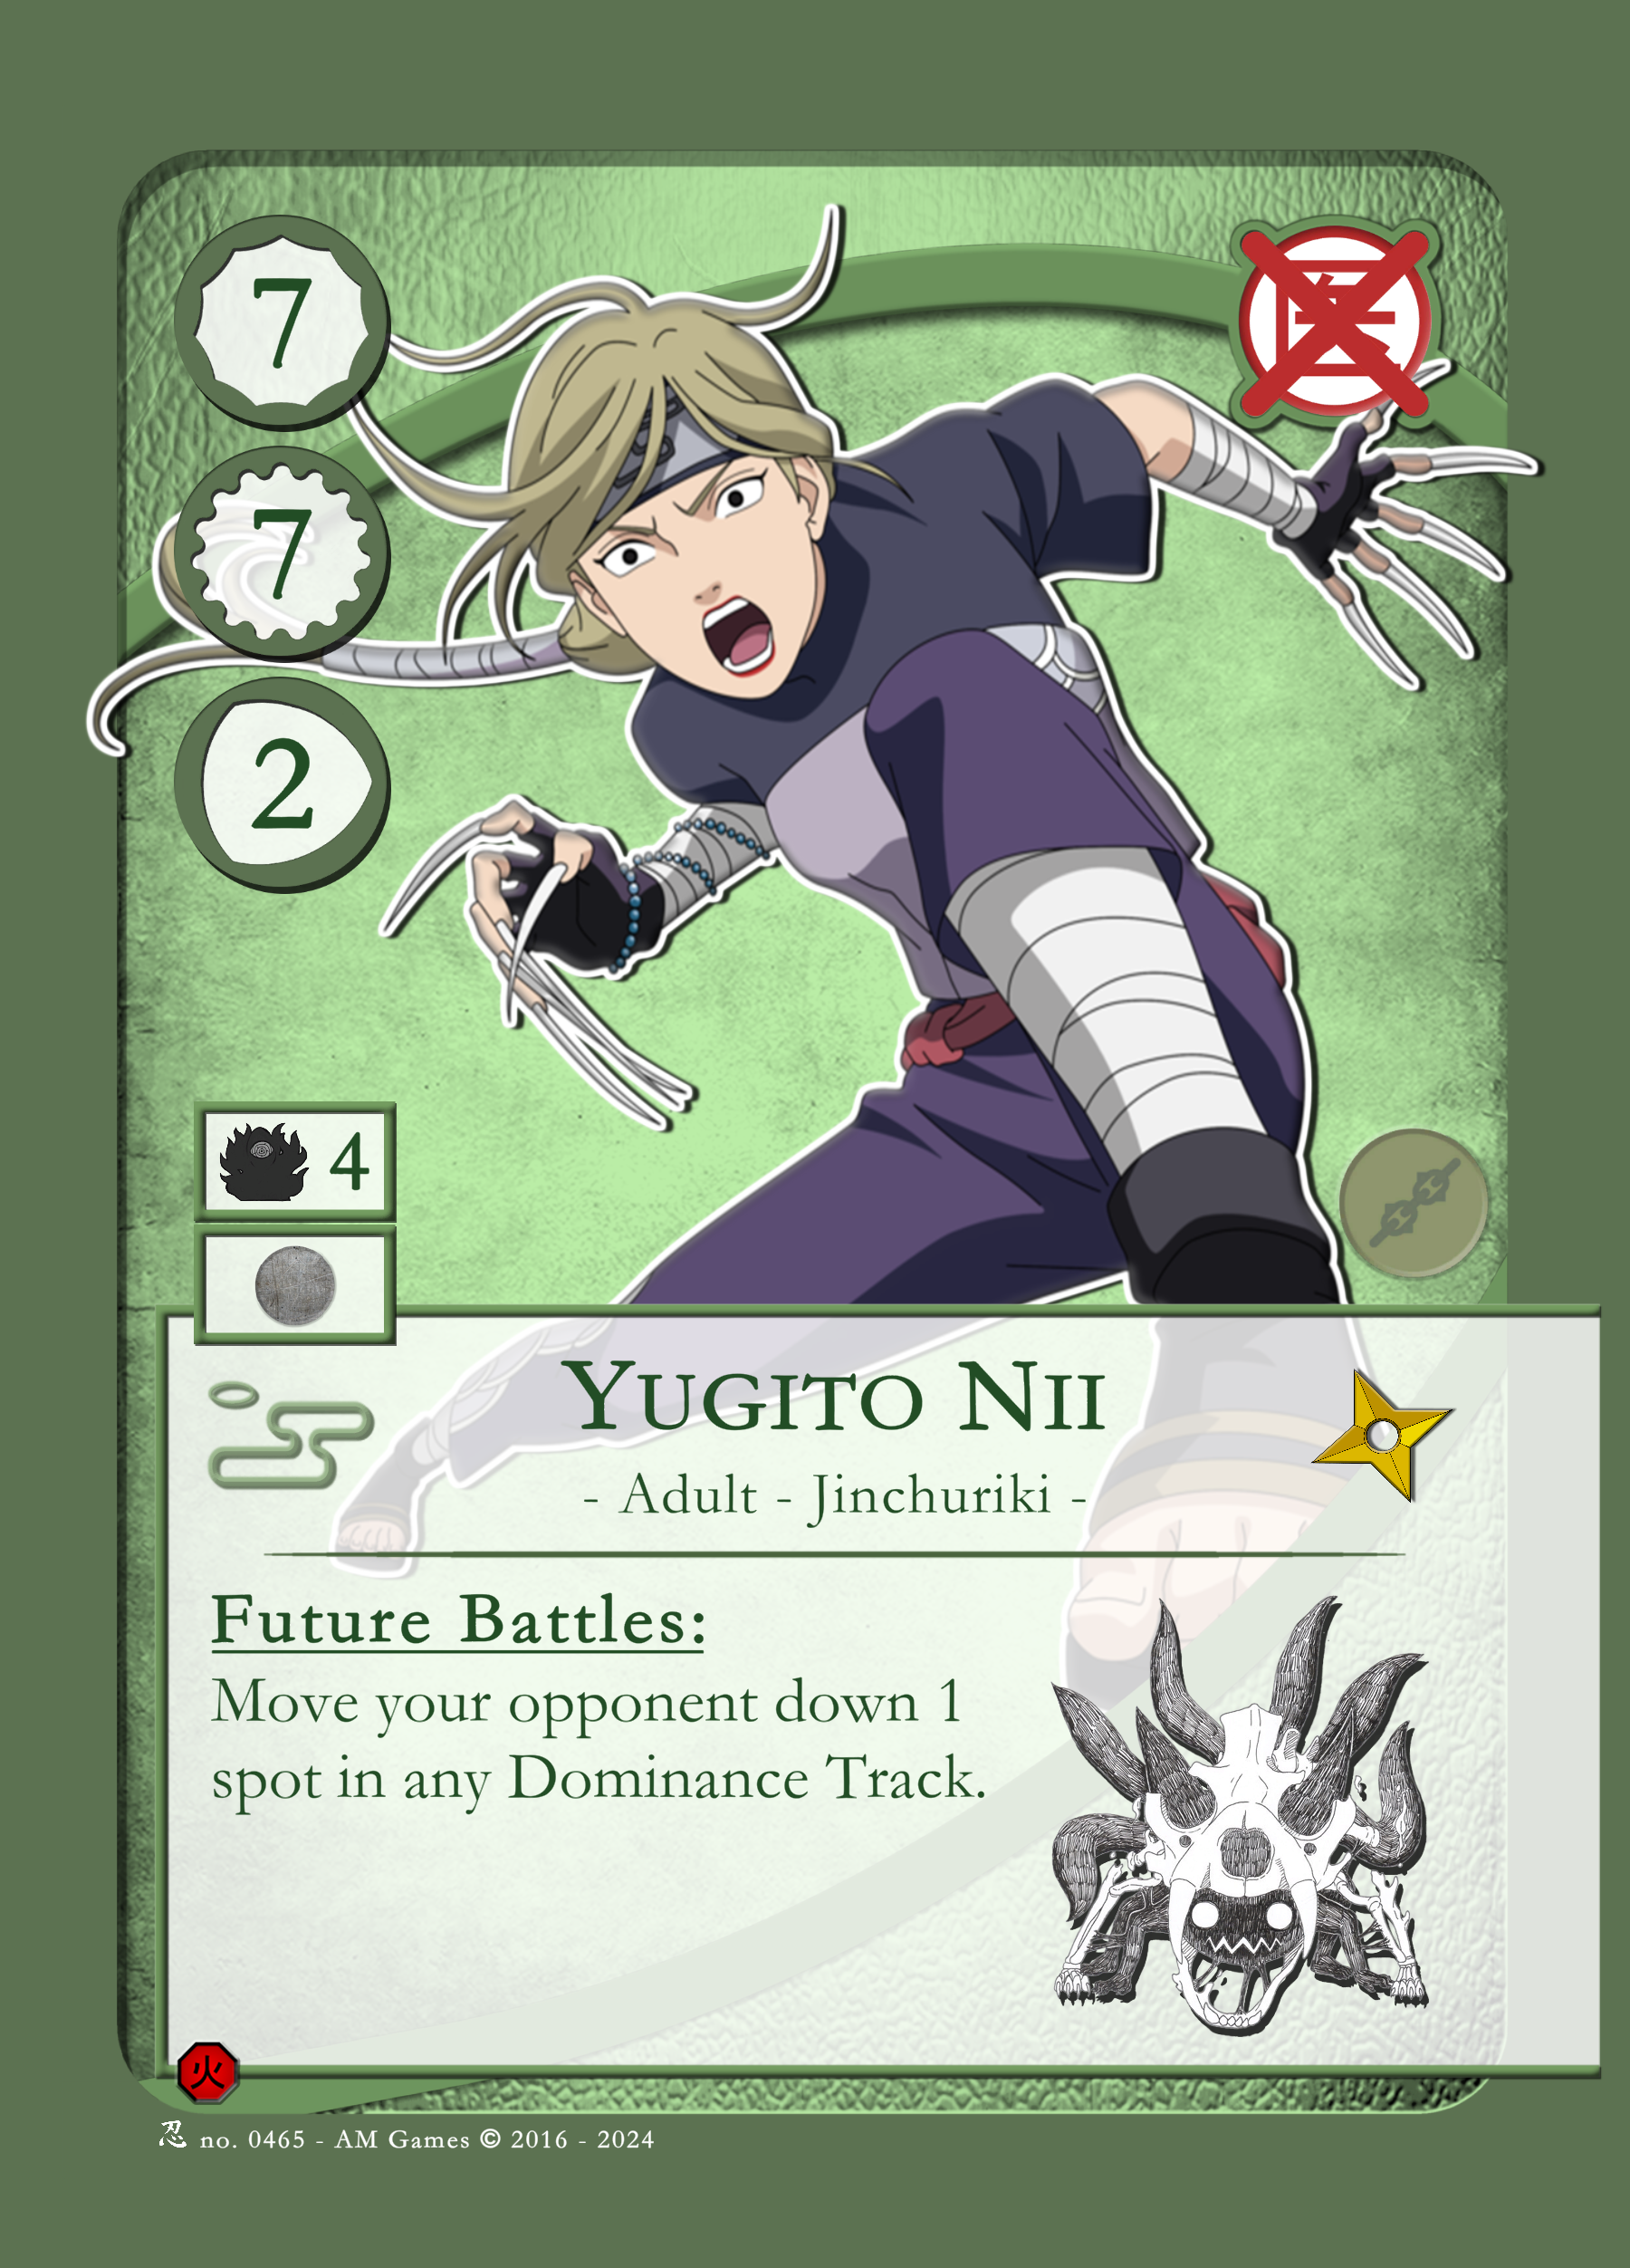 7
7
2
医
4
Yugito Nii
- Adult - Jinchuriki -
Future Battles:
Move your opponent down 1
spot in any Dominance Track.
火
忍 no. 0465 - AM Games © 2016 - 2024